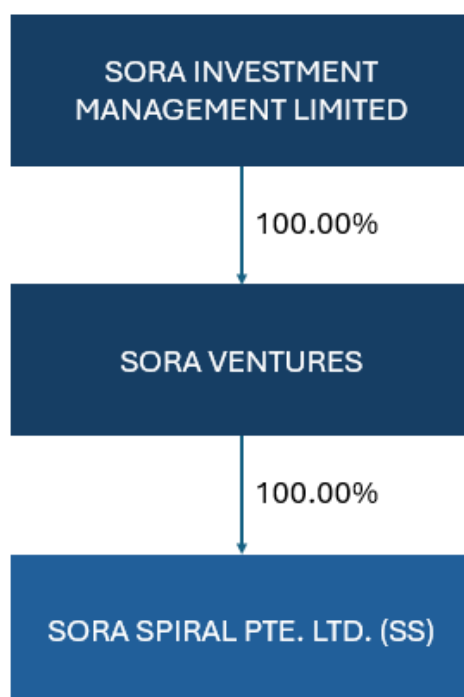 SORA INVESTMENT
MANAGEMENT LIMITED
100.00%
SORA VENTURES
100.00%
SORA SPIRAL PTE. LTD. (SS)